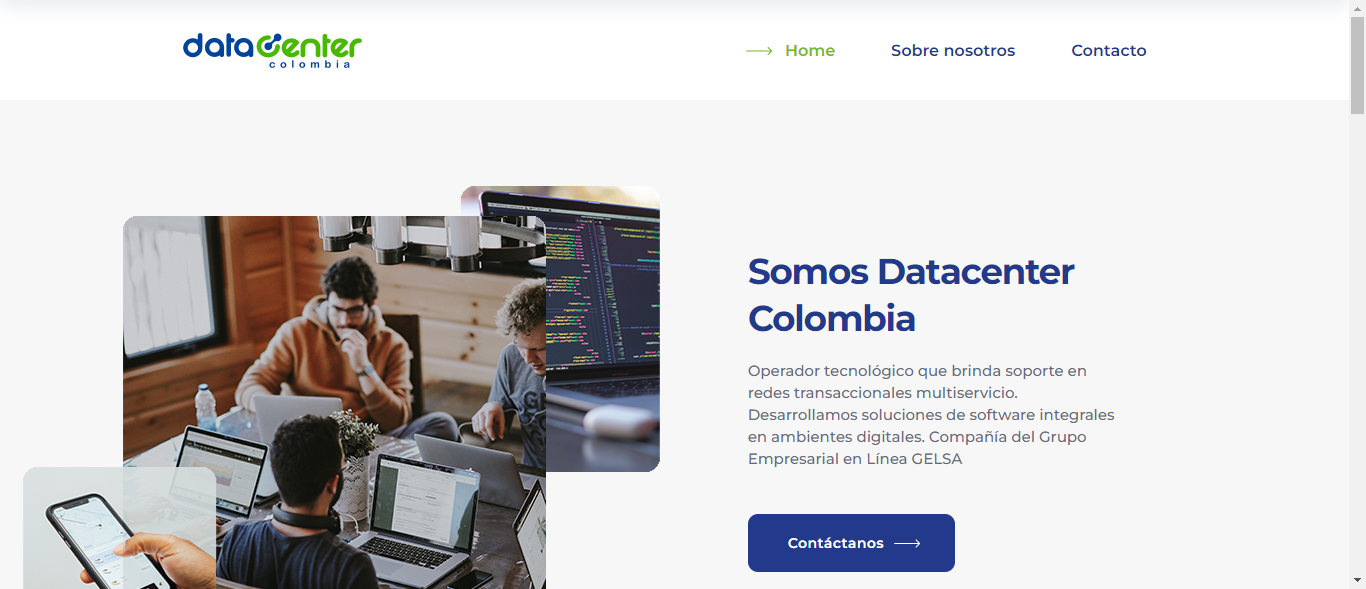 datacenter
colombia
Home
Sobre nosotros
Contacto
Somos Datacenter
Colombia
Operador tecnológico que brinda soporte en
redes transaccionales multiservicio.
Desarrollamos soluciones de software integrales
en ambientes digitales. Compañía del Grupo
Empresarial en Línea GELSA
Contáctanos